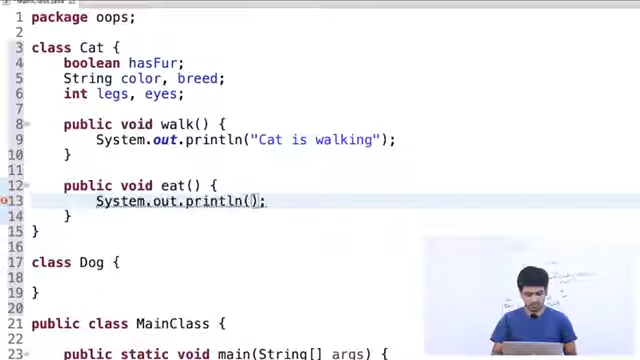 MainClass.java
1 package oops;
2
3 class Cat {
4 boolean hasFur;
5 String color, breed;
6 int legs, eyes;
7
8 public void walk() {
9 System.out.println("Cat is walking");
10 }
11
12 public void eat() {
13 System.out.println();
14 }
15 }
16
17 class Dog {
18
19 }
20
21 public class MainClass {
22
23 public static void main(String[] args) {